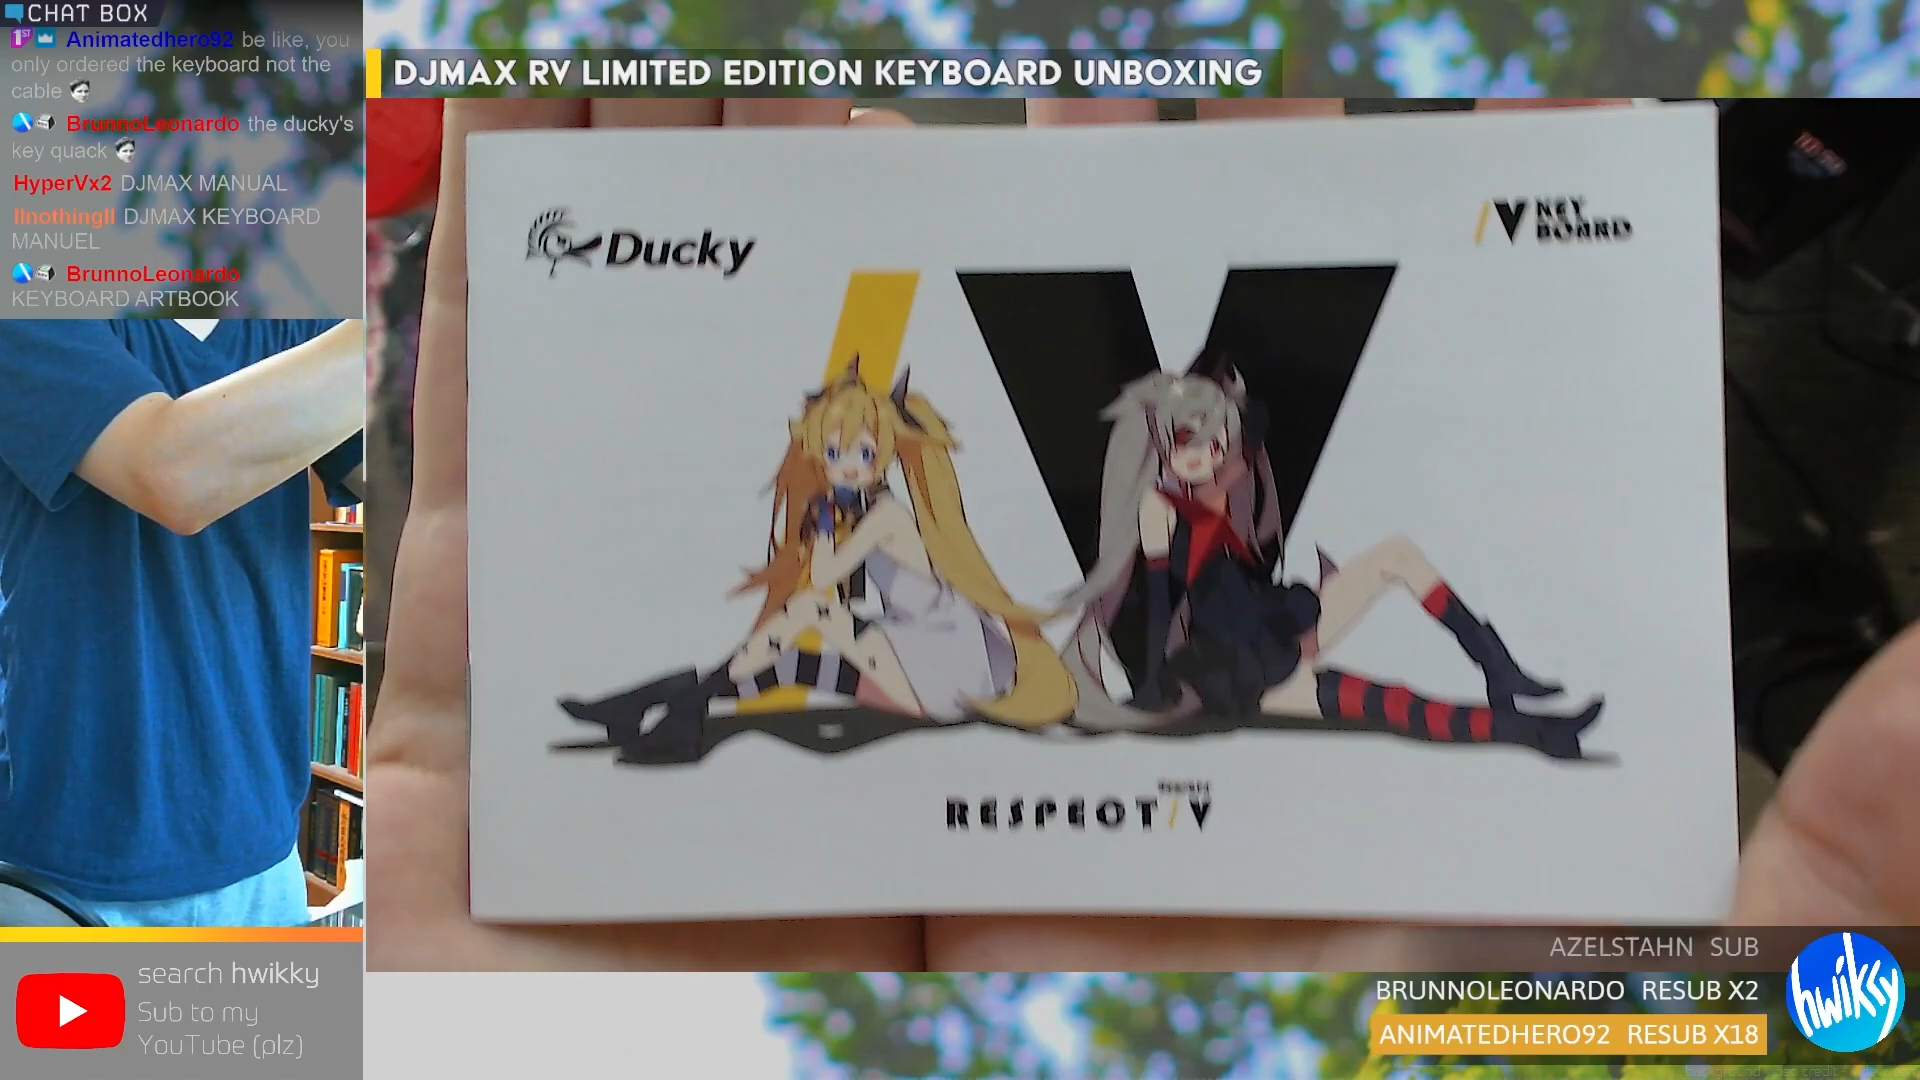 CHAT BOX
1ST Animatedhero92 be like, you
only ordered the keyboard not the
cable
BrunnoLeonardo the ducky's
key quack
HyperVx2 DJMAX MANUAL
IInothingII DJMAX KEYBOARD
MANUEL
BrunnoLeonardo
KEYBOARD ARTBOOK
DJMAX RV LIMITED EDITION KEYBOARD UNBOXING
Ducky
/V KEY
BOARD
V
RESPECT / V
search hwikky
Sub to my
YouTube (plz)
AZELSTAHN SUB
BRUNNOLEONARDO RESUB X2
ANIMATEDHERO92 RESUB X18
hwikky